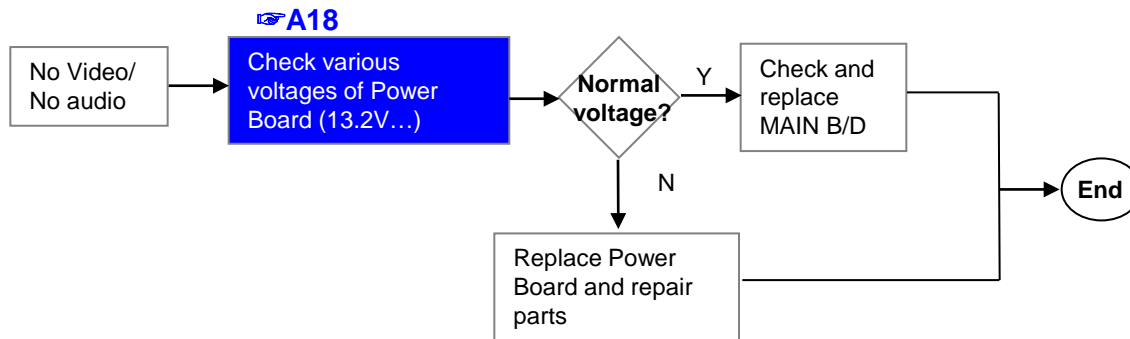 ☞A18
No Video/
No audio
Check various
voltages of Power
Board (13.2V…)
Normal
voltage?
Y
Check and
replace
MAIN B/D
N
Replace Power
Board and repair
parts
End